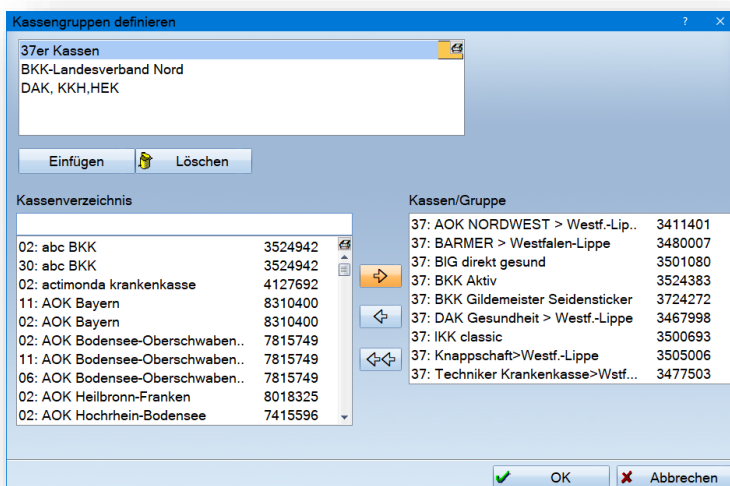 Kassengruppen definieren ? ×
37er Kassen
BKK-Landesverband Nord
DAK, KKH,HEK
Einfügen Löschen
Kassenverzeichnis
02: abc BKK 3524942
30: abc BKK 3524942
02: actimonda krankenkasse 4127692
11: AOK Bayern 8310400
02: AOK Bayern 8310400
02: AOK Bodensee-Oberschwaben.. 7815749
11: AOK Bodensee-Oberschwaben.. 7815749
06: AOK Bodensee-Oberschwaben.. 7815749
02: AOK Heilbronn-Franken 8018325
02: AOK Hochrhein-Bodensee 7415596
Kassen/Gruppe
37: AOK NORDWEST > Westf.-Lip.. 3411401
37: BARMER > Westfalen-Lippe 3480007
37: BIG direkt gesund 3501080
37: BKK Aktiv 3524383
37: BKK Gildemeister Seidensticker 3724272
37: DAK Gesundheit > Westf.-Lippe 3467998
37: IKK classic 3500693
37: Knappschaft>Westf.-Lippe 3505006
37: Techniker Krankenkasse>Wstf... 3477503
OK Abbrechen